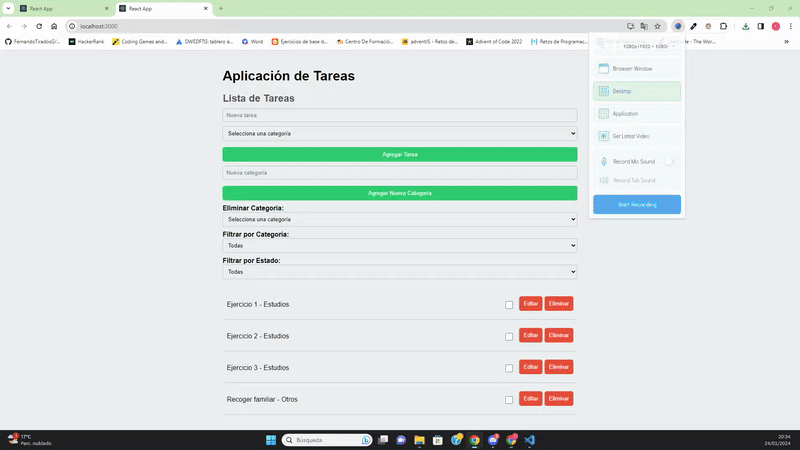 React App
React App
localhost:3000
FernandoTiradosG/...
HackerRank
Coding Games and...
DWEDFTG: tablero a...
Word
Ejercicios de base d...
Centro De Formació...
adventJS - Retos de...
Advent of Code 2022
Retos de Programac...
The Wor...
1080p (1920 × 1080)
Browser Window
Desktop
Application
Get Latest Video
Record Mic Sound
Record Tab Sound
Start Recording
Aplicación de Tareas
Lista de Tareas
Nueva tarea
Selecciona una categoría
Agregar Tarea
Nueva categoría
Agregar Nueva Categoría
Eliminar Categoría:
Selecciona una categoría
Filtrar por Categoría:
Todas
Filtrar por Estado:
Todas
Ejercicio 1 - Estudios
Editar
Eliminar
Ejercicio 2 - Estudios
Editar
Eliminar
Ejercicio 3 - Estudios
Editar
Eliminar
Recoger familiar - Otros
Editar
Eliminar
17°C
Parc. nublado
Búsqueda
20:34
24/01/2024